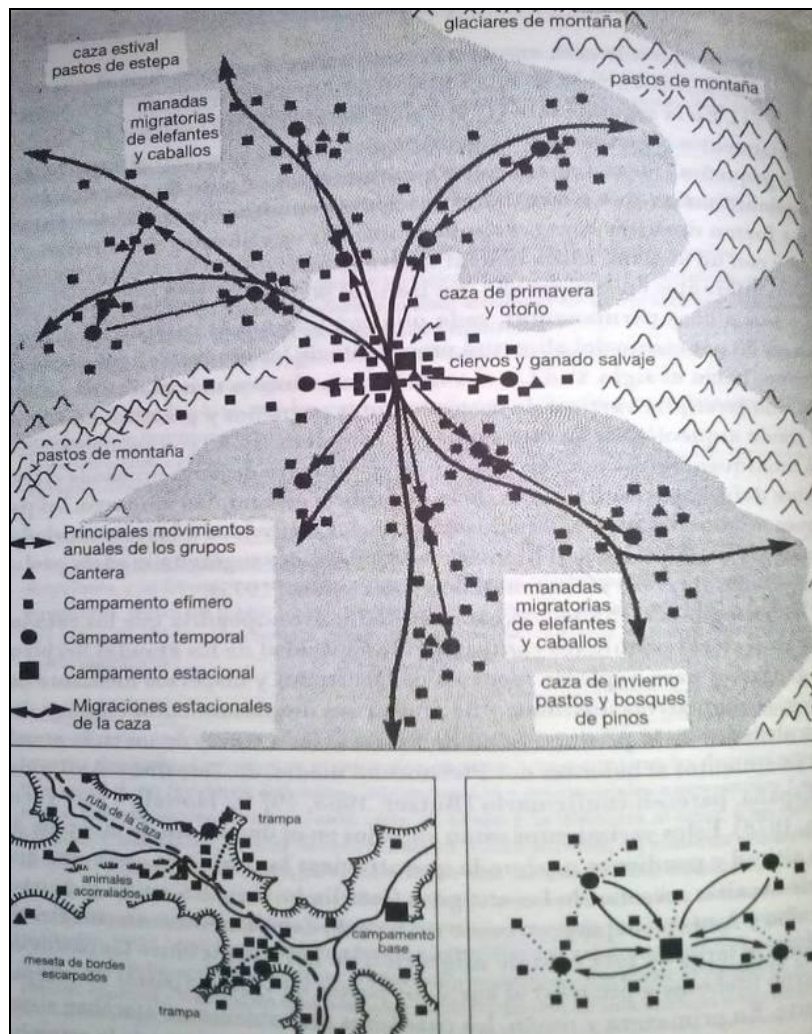 glaciares de montaña
caza estival
pastos de estepa
pastos de montaña
manadas
migratorias
de elefantes
y caballos
caza de primavera
y otoño
ciervos y ganado salvaje
pastos de montaña
Principales movimientos
anuales de los grupos
Cantera
Campamento efímero
Campamento temporal
Campamento estacional
Migraciones estacionales
de la caza
manadas
migratorias
de elefantes
y caballos
caza de invierno
pastos y bosques
de pinos
ruta de la caza
trampa
animales
acorralados
campamento
base
meseta de bordes
escarpados
trampa